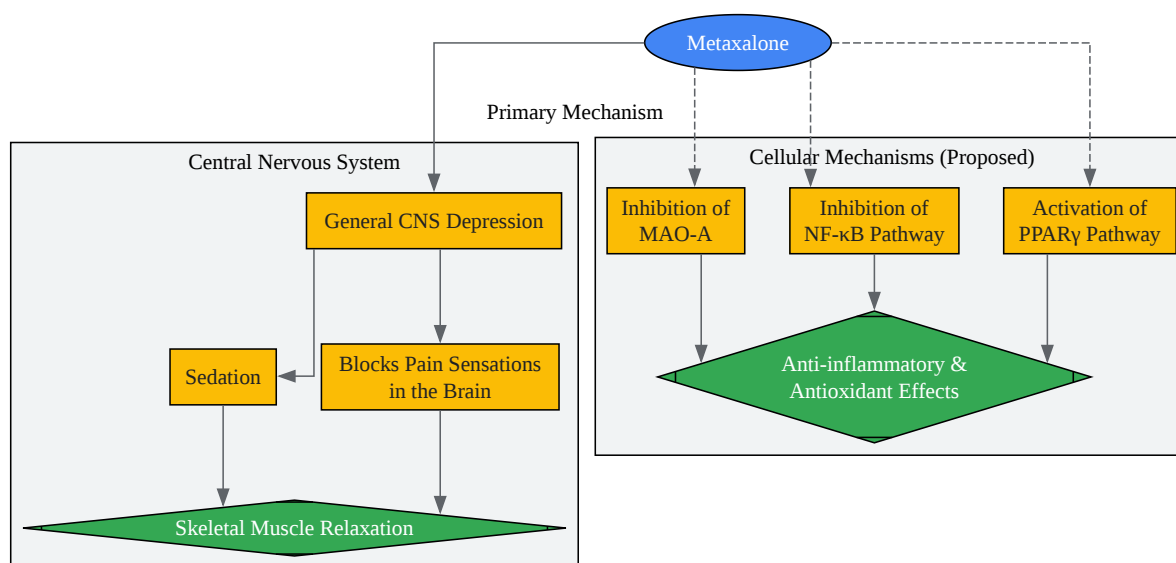 Metaxalone
Primary Mechanism
Central Nervous System
General CNS Depression
Sedation
Blocks Pain Sensations
in the Brain
Skeletal Muscle Relaxation
Cellular Mechanisms (Proposed)
Inhibition of
MAO-A
Inhibition of
NF-κB Pathway
Activation of
PPARγ Pathway
Anti-inflammatory &
Antioxidant Effects